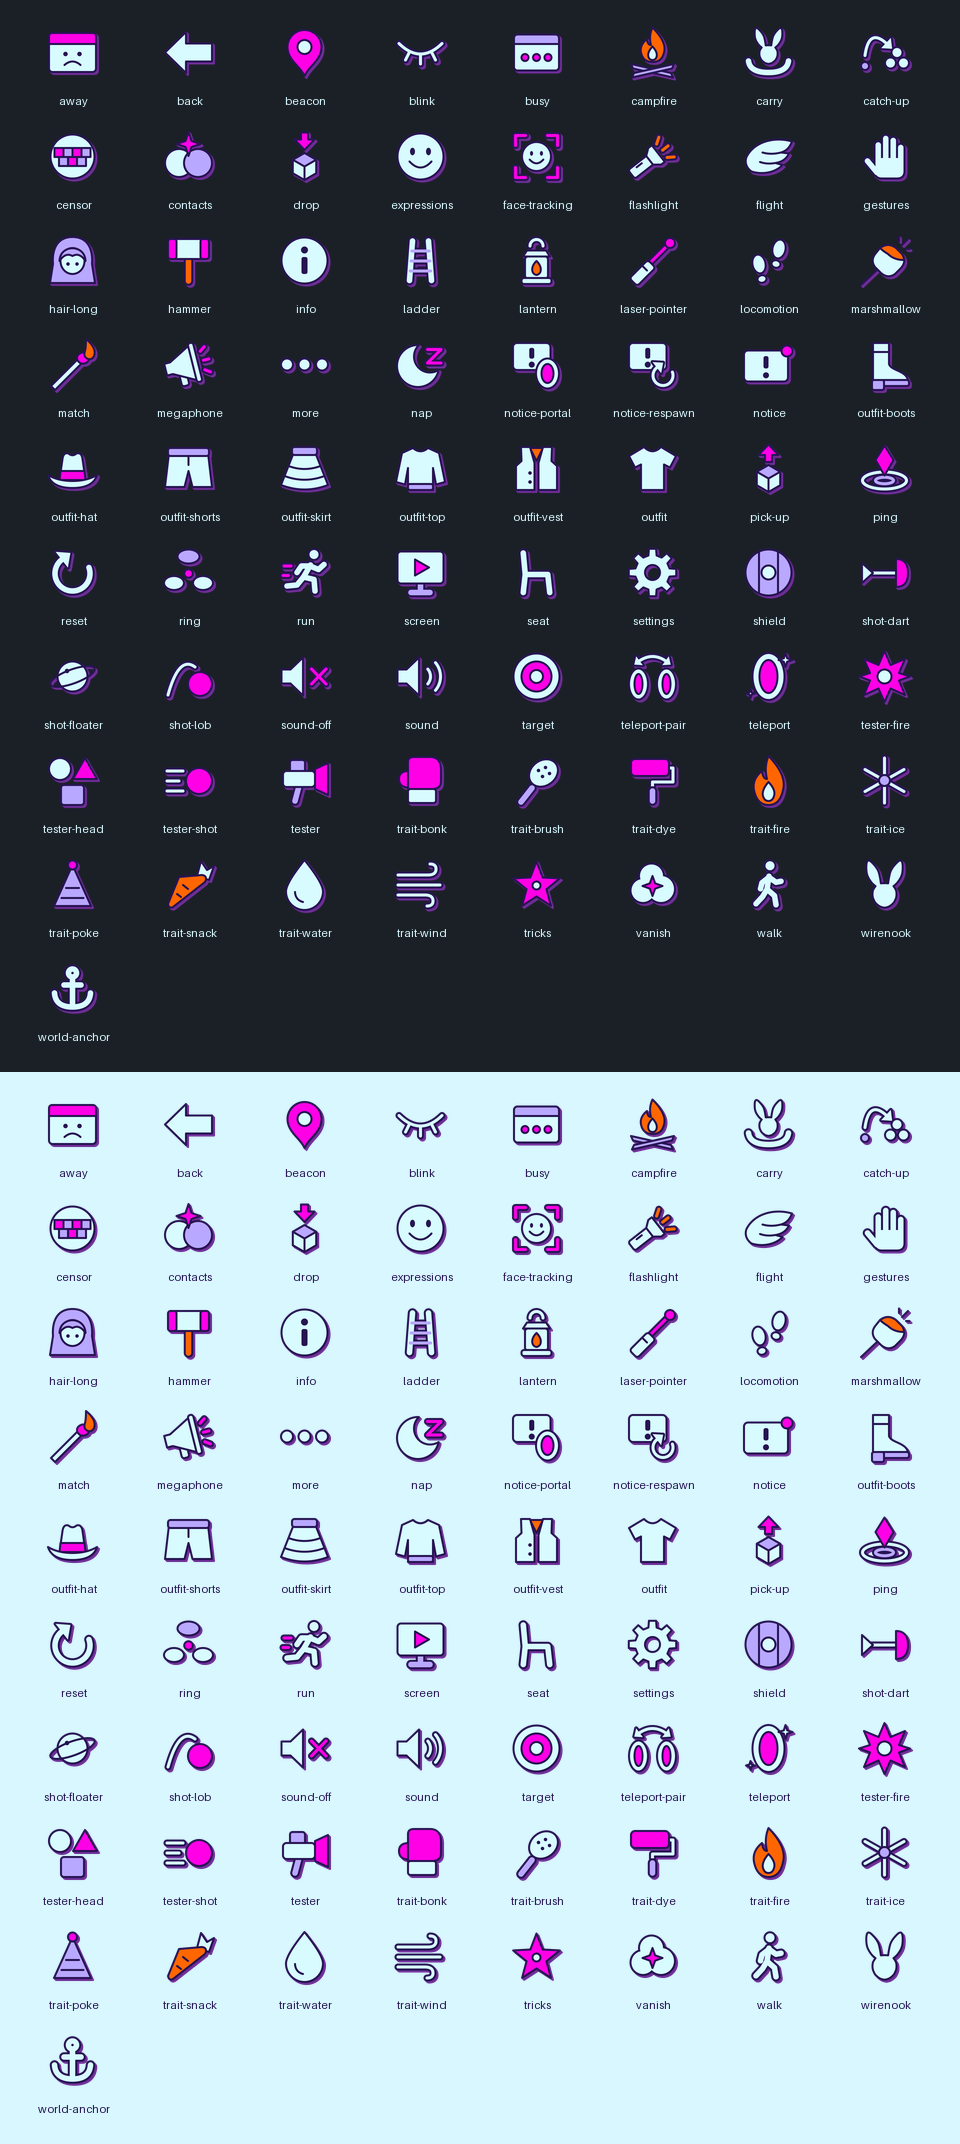 away back beacon blink busy campfire carry catch-up
censor contacts drop expressions face-tracking flashlight flight gestures
hair-long hammer info ladder lantern laser-pointer locomotion marshmallow
match megaphone more nap notice-portal notice-respawn notice outfit-boots
outfit-hat outfit-shorts outfit-skirt outfit-top outfit-vest outfit pick-up ping
reset ring run screen seat settings shield shot-dart
shot-floater shot-lob sound-off sound target teleport-pair teleport tester-fire
tester-head tester-shot tester trait-bonk trait-brush trait-dye trait-fire trait-ice
trait-poke trait-snack trait-water trait-wind tricks vanish walk wirenook
world-anchor
away back beacon blink busy campfire carry catch-up
censor contacts drop expressions face-tracking flashlight flight gestures
hair-long hammer info ladder lantern laser-pointer locomotion marshmallow
match megaphone more nap notice-portal notice-respawn notice outfit-boots
outfit-hat outfit-shorts outfit-skirt outfit-top outfit-vest outfit pick-up ping
reset ring run screen seat settings shield shot-dart
shot-floater shot-lob sound-off sound target teleport-pair teleport tester-fire
tester-head tester-shot tester trait-bonk trait-brush trait-dye trait-fire trait-ice
trait-poke trait-snack trait-water trait-wind tricks vanish walk wirenook
world-anchor